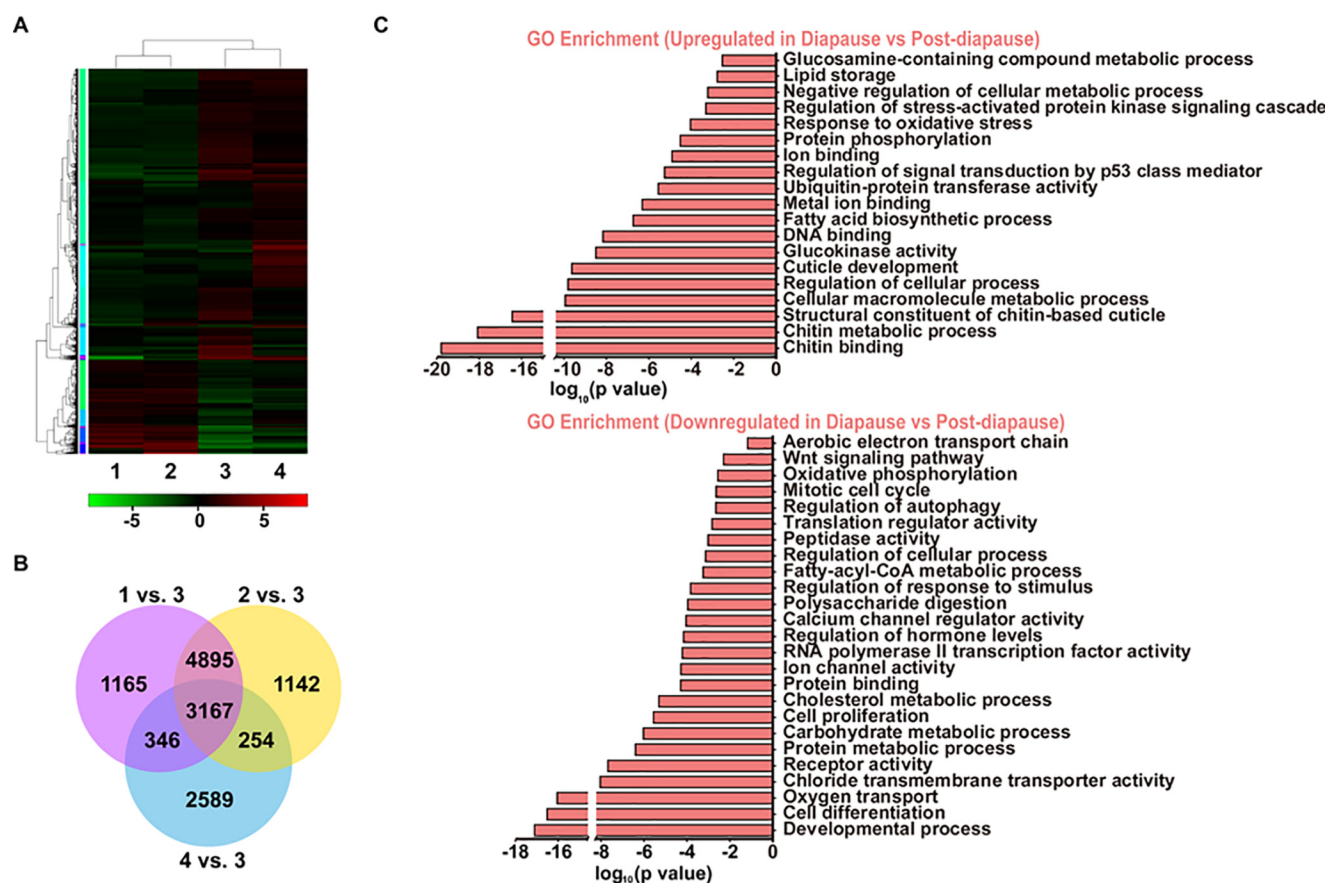 A
1
2
3
4
-5
0
5
B
1 vs. 3
2 vs. 3
4895
1165
1142
3167
346
254
2589
4 vs. 3
C
GO Enrichment (Upregulated in Diapause vs Post-diapause)
Glucosamine-containing compound metabolic process
Lipid storage
Negative regulation of cellular metabolic process
Regulation of stress-activated protein kinase signaling cascade
Response to oxidative stress
Protein phosphorylation
Ion binding
Regulation of signal transduction by p53 class mediator
Ubiquitin-protein transferase activity
Metal ion binding
Fatty acid biosynthetic process
DNA binding
Glucokinase activity
Cuticle development
Regulation of cellular process
Cellular macromolecule metabolic process
Structural constituent of chitin-based cuticle
Chitin metabolic process
Chitin binding
-20 -18 -16 -10 -8 -6 -4 -2 0
log10(p value)
GO Enrichment (Downregulated in Diapause vs Post-diapause)
Aerobic electron transport chain
Wnt signaling pathway
Oxidative phosphorylation
Mitotic cell cycle
Regulation of autophagy
Translation regulator activity
Peptidase activity
Regulation of cellular process
Fatty-acyl-CoA metabolic process
Regulation of response to stimulus
Polysaccharide digestion
Calcium channel regulator activity
Regulation of hormone levels
RNA polymerase II transcription factor activity
Ion channel activity
Protein binding
Cholesterol metabolic process
Cell proliferation
Carbohydrate metabolic process
Protein metabolic process
Receptor activity
Chloride transmembrane transporter activity
Oxygen transport
Cell differentiation
Developmental process
-18 -16 -8 -6 -4 -2 0
log10(p value)